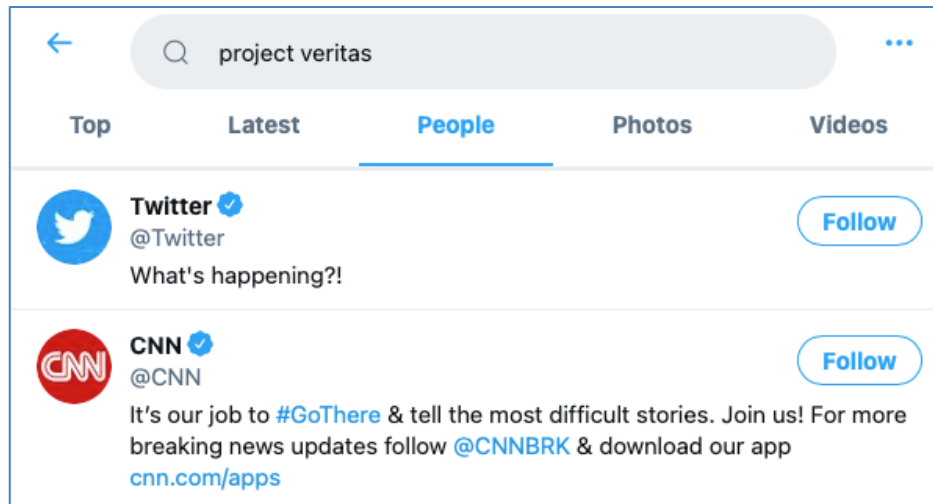 project veritas
Top Latest People Photos Videos
Twitter
Follow
@Twitter
What's happening?!
CNN
CNN
Follow
@CNN
It's our job to #GoThere & tell the most difficult stories. Join us! For more
breaking news updates follow @CNNBRK & download our app
cnn.com/apps